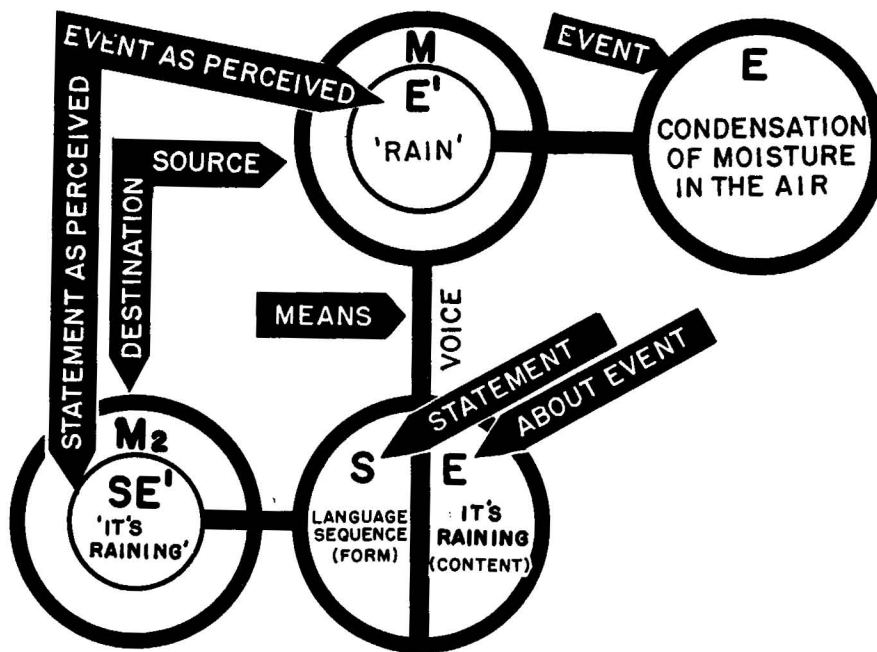 EVENT AS PERCEIVED
M
E'
'RAIN'
EVENT
E
CONDENSATION
OF MOISTURE
IN THE AIR
SOURCE
STATEMENT AS PERCEIVED
DESTINATION
MEANS
VOICE
STATEMENT
ABOUT EVENT
M2
SE'
'IT'S
RAINING'
S
LANGUAGE
SEQUENCE
(FORM)
E
IT'S
RAINING
(CONTENT)